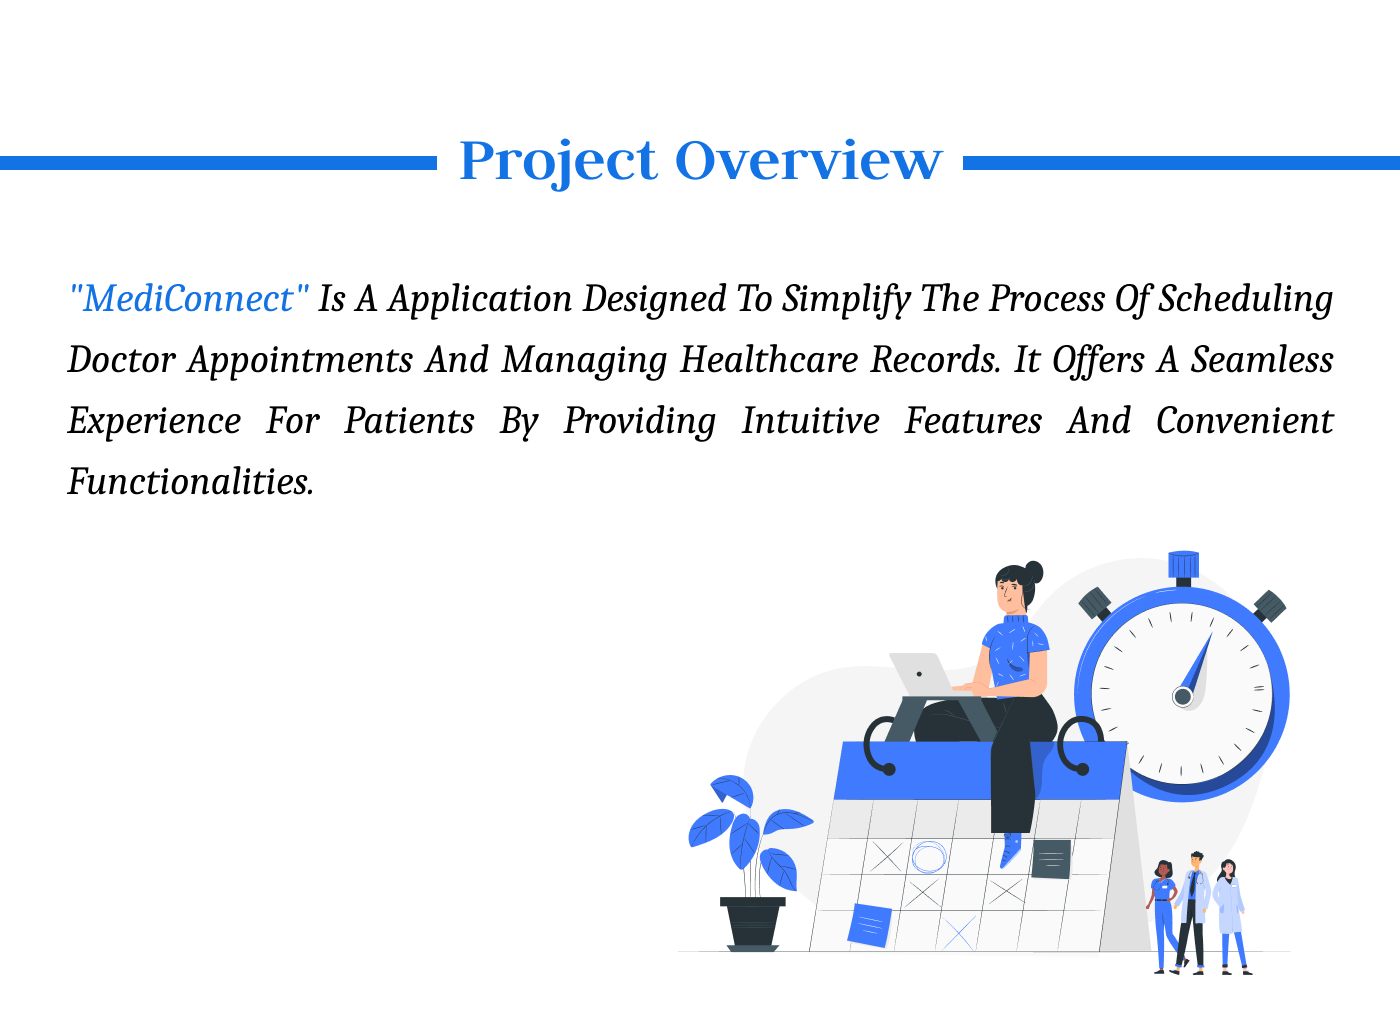 Project Overview
"MediConnect" Is A Application Designed To Simplify The Process Of Scheduling
Doctor Appointments And Managing Healthcare Records. It Offers A Seamless
Experience For Patients By Providing Intuitive Features And Convenient
Functionalities.